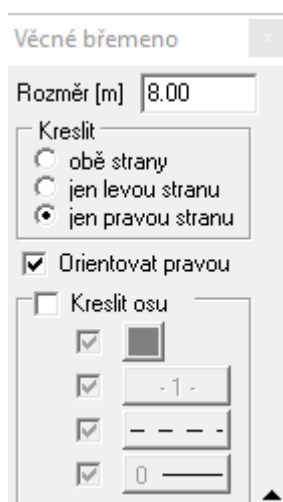 Věcné břemeno x
Rozměr [m] 8.00
Kreslit
obě strany
jen levou stranu
jen pravou stranu
Orientovat pravou
Kreslit osu
- 1 -
0